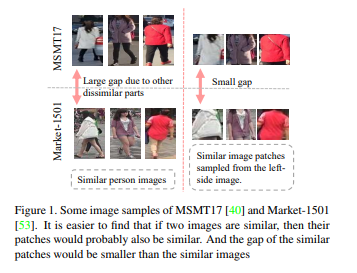 MSMT17
Large gap due to other
dissimilar parts
Small gap
Market-1501
Similar person images
Similar image patches
sampled from the left-
side image.
Figure 1. Some image samples of MSMT17 [40] and Market-1501
[53]. It is easier to find that if two images are similar, then their
patches would probably also be similar. And the gap of the similar
patches would be smaller than the similar images